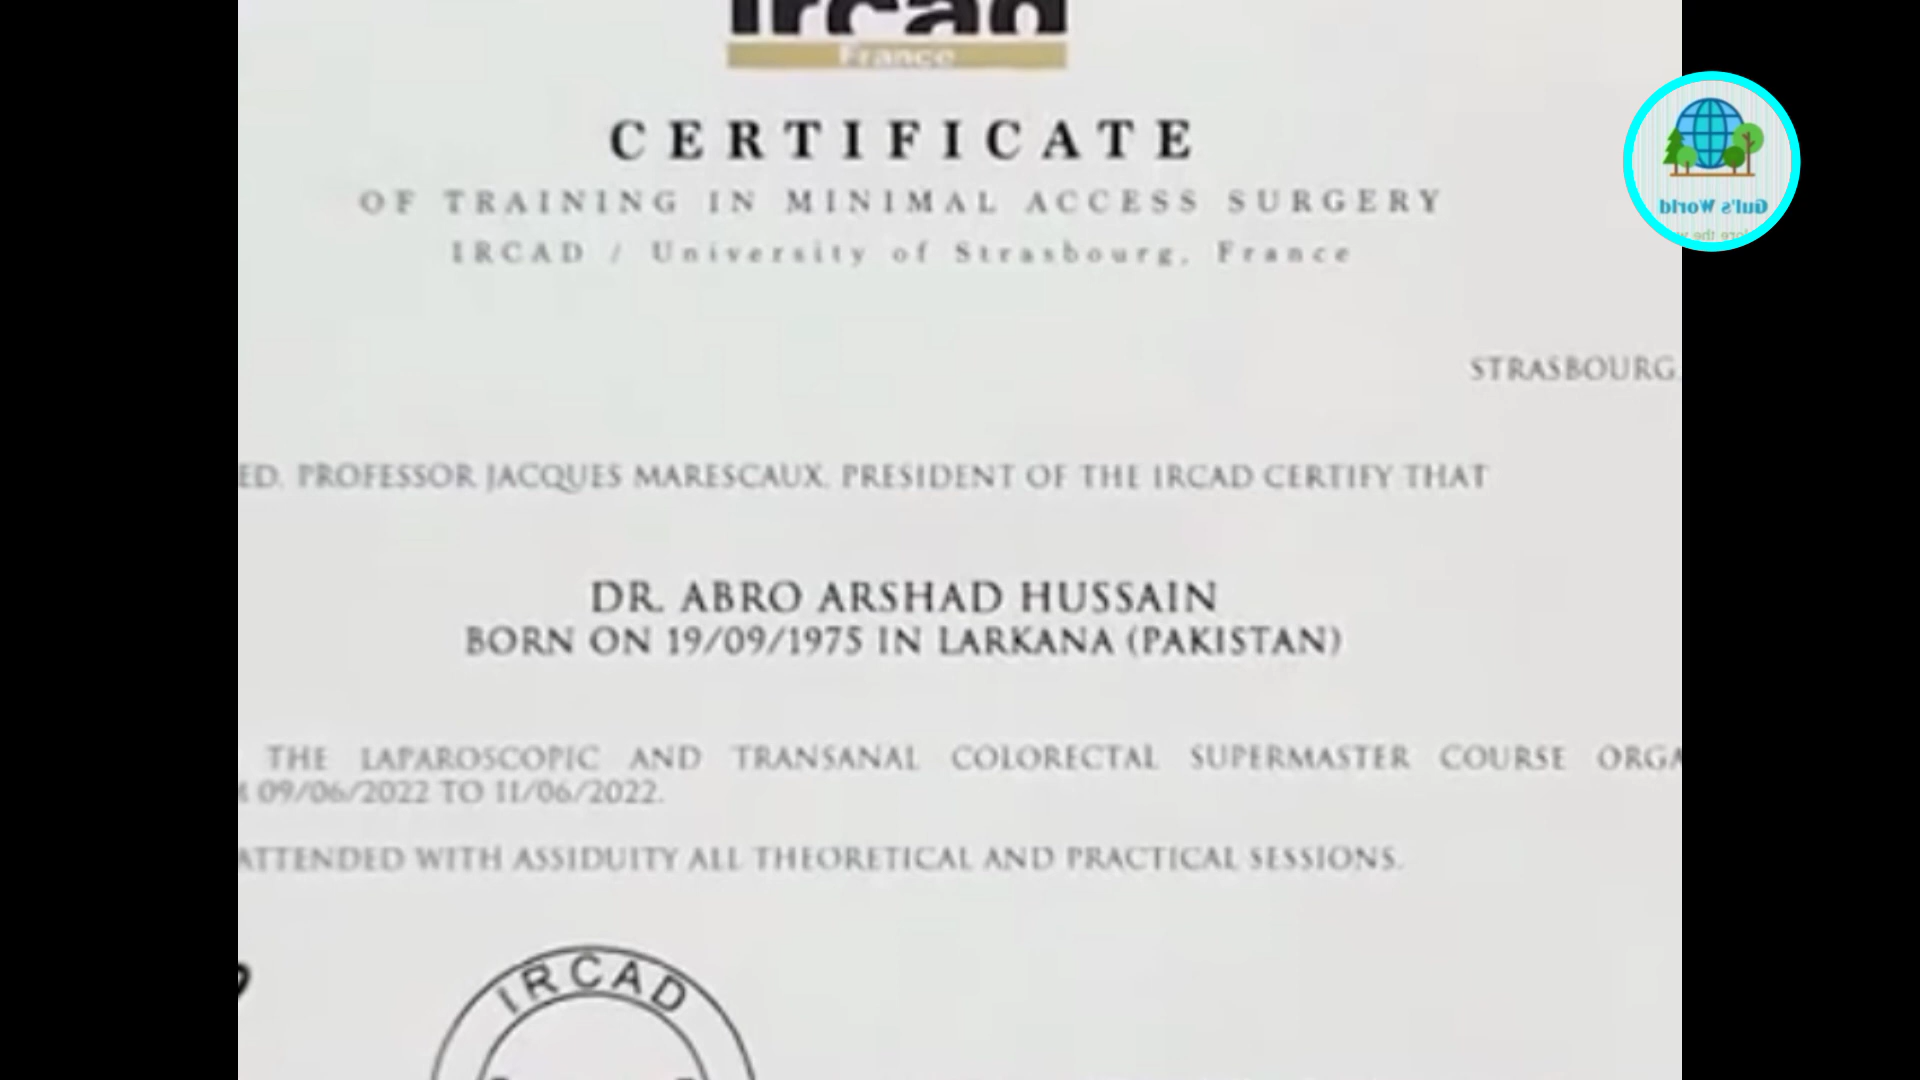 ircad
France
CERTIFICATE
OF TRAINING IN MINIMAL ACCESS SURGERY
IRCAD / University of Strasbourg, France
STRASBOURG,
ED, PROFESSOR JACQUES MARESCAUX, PRESIDENT OF THE IRCAD CERTIFY THAT
DR. ABRO ARSHAD HUSSAIN
BORN ON 19/09/1975 IN LARKANA (PAKISTAN)
THE LAPAROSCOPIC AND TRANSANAL COLORECTAL SUPERMASTER COURSE ORGA
09/06/2022 TO 11/06/2022.
ATTENDED WITH ASSIDUITY ALL THEORETICAL AND PRACTICAL SESSIONS.
IRCAD
Gul's World